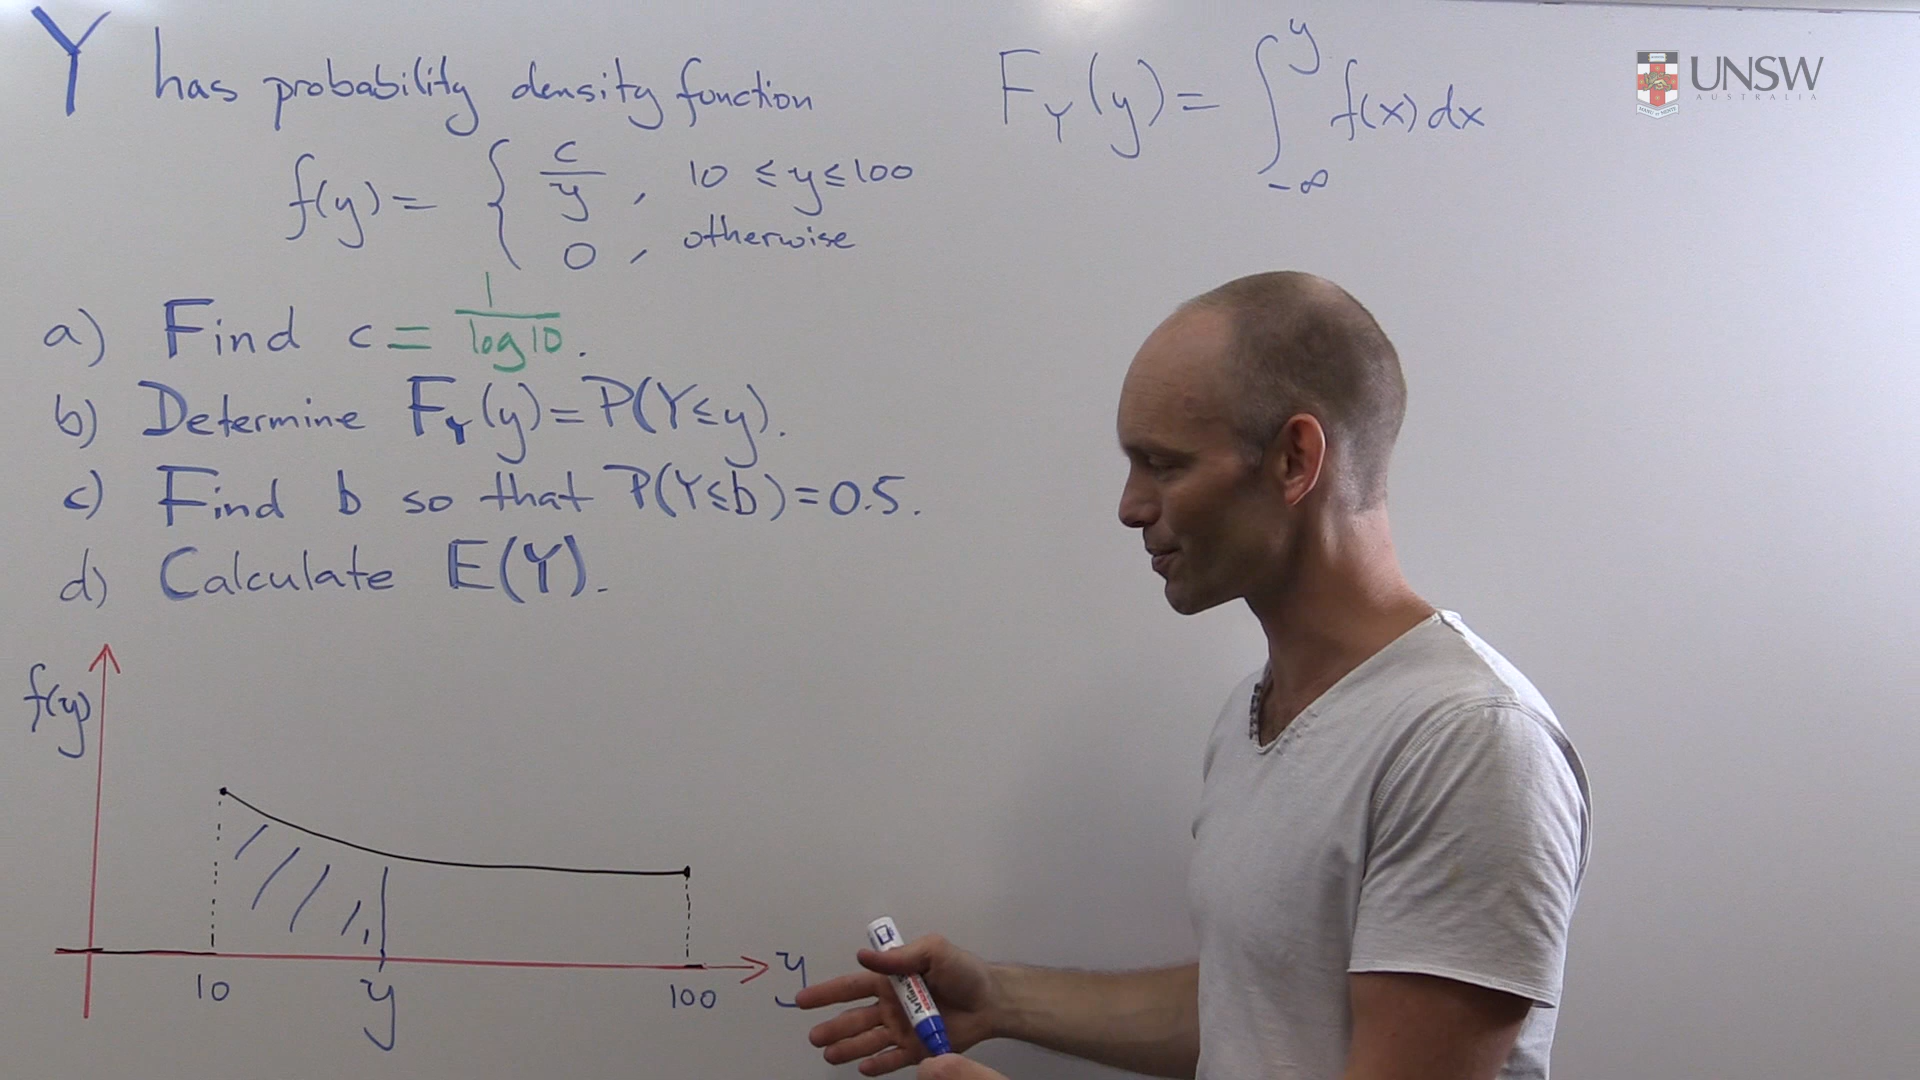 Y has probability density function
f(y) = { c/y , 10 ≤ y ≤ 100
0 , otherwise
a) Find c = 1/log10.
b) Determine F_Y(y) = P(Y ≤ y).
c) Find b so that P(Y ≤ b) = 0.5.
d) Calculate E(Y).
f(y)
10 y 100 y
F_Y(y) = ∫_{-∞}^{y} f(x) dx
UNSW
AUSTRALIA